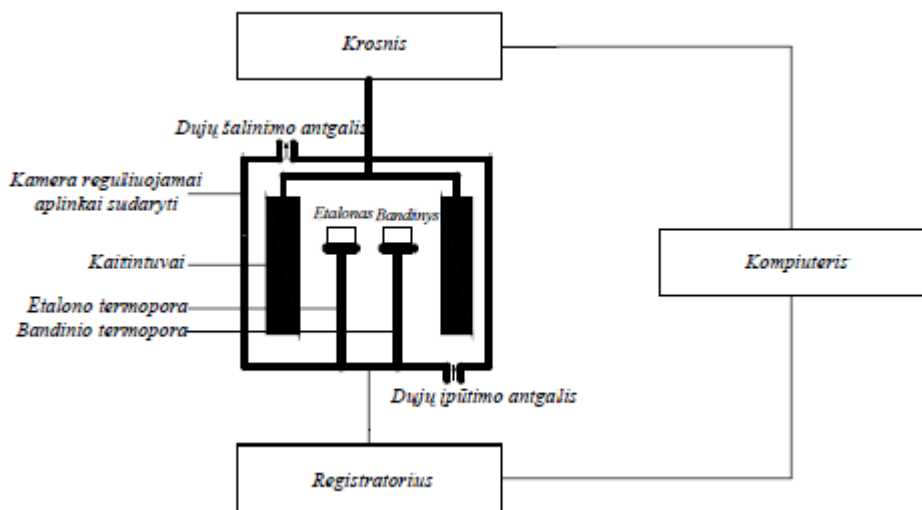 Krosnis
Dujų šalinimo antgalis
Kamera reguliuojamai
aplinkai sudaryti
Etalonas
Bandinys
Kaitintuvai
Kompiuteris
Etalono termopora
Bandinio termopora
Dujų įpūtimo antgalis
Registratorius